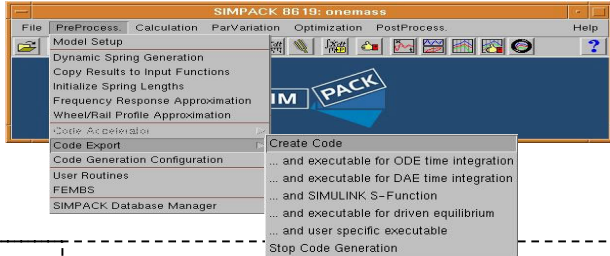 SIMPACK 8619: onemass
File PreProcess. Calculation ParVariation Optimization PostProcess. Help
Model Setup
Dynamic Spring Generation
Copy Results to Input Functions
Initialize Spring Lengths
Frequency Response Approximation
Wheel/Rail Profile Approximation
Code Accelerator
Code Export
Code Generation Configuration
User Routines
FEMBS
SIMPACK Database Manager
?
IM PACK
Create Code
... and executable for ODE time integration
... and executable for DAE time integration
... and SIMULINK S-Function
... and executable for driven equilibrium
... and user specific executable
Stop Code Generation